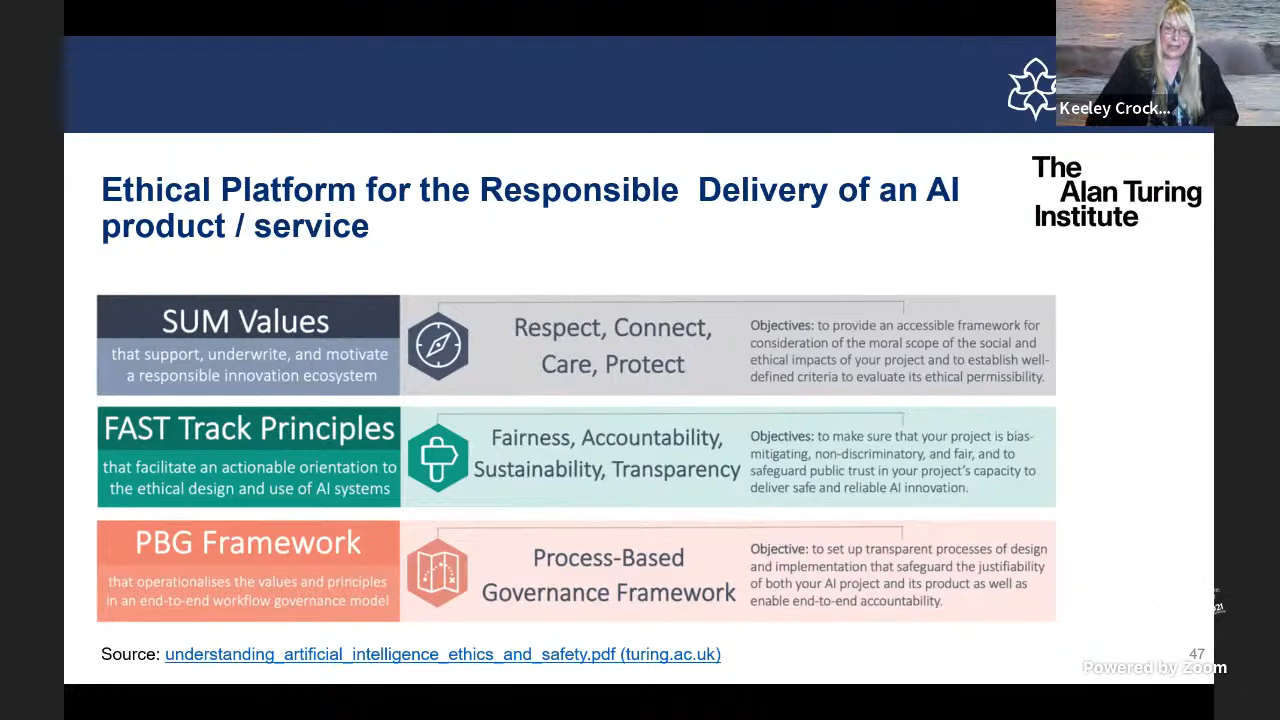 Keeley Crock...
The
Alan Turing
Institute
Ethical Platform for the Responsible Delivery of an AI
product / service
SUM Values
that support, underwrite, and motivate
a responsible innovation ecosystem
Respect, Connect,
Care, Protect
Objectives: to provide an accessible framework for
consideration of the moral scope of the social and
ethical impacts of your project and to establish well-
defined criteria to evaluate its ethical permissibility.
FAST Track Principles
that facilitate an actionable orientation to
the ethical design and use of AI systems
Fairness, Accountability,
Sustainability, Transparency
Objectives: to make sure that your project is bias-
mitigating, non-discriminatory, and fair, and to
safeguard public trust in your project's capacity to
deliver safe and reliable AI innovation.
PBG Framework
that operationalises the values and principles
in an end-to-end workflow governance model
Process-Based
Governance Framework
Objective: to set up transparent processes of design
and implementation that safeguard the justifiability
of both your AI project and its product as well as
enable end-to-end accountability.
Source: understanding_artificial_intelligence_ethics_and_safety.pdf (turing.ac.uk)
47
Powered by Zoom